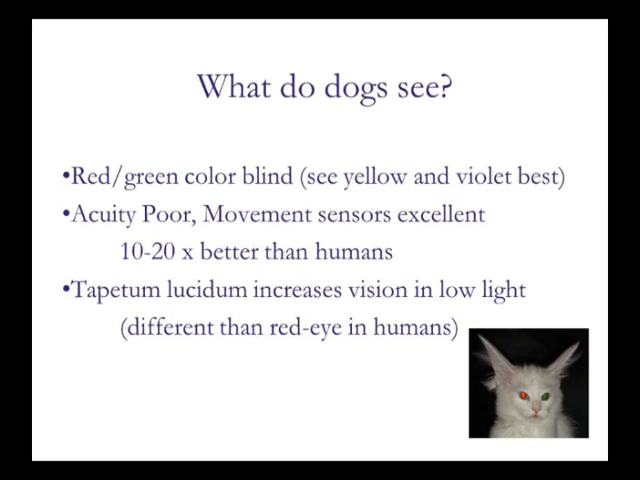 What do dogs see?
•Red/green color blind (see yellow and violet best)
•Acuity Poor, Movement sensors excellent
10-20 x better than humans
•Tapetum lucidum increases vision in low light
(different than red-eye in humans)